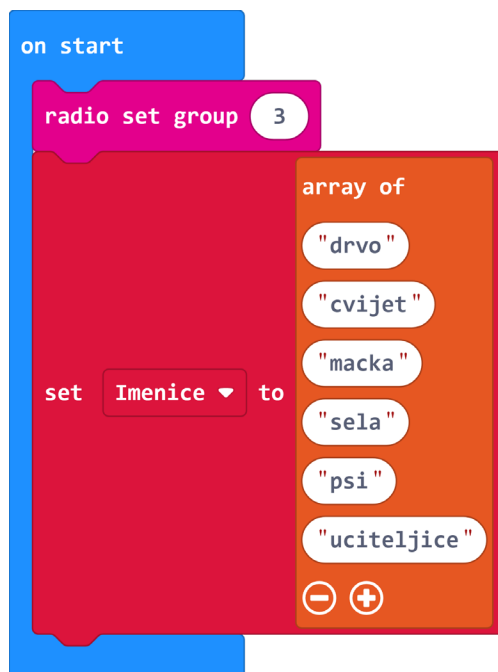 on start
radio set group 3
array of
"drvo"
"cvijet"
"macka"
set Imenice to
"sela"
"psi"
"uciteljice"